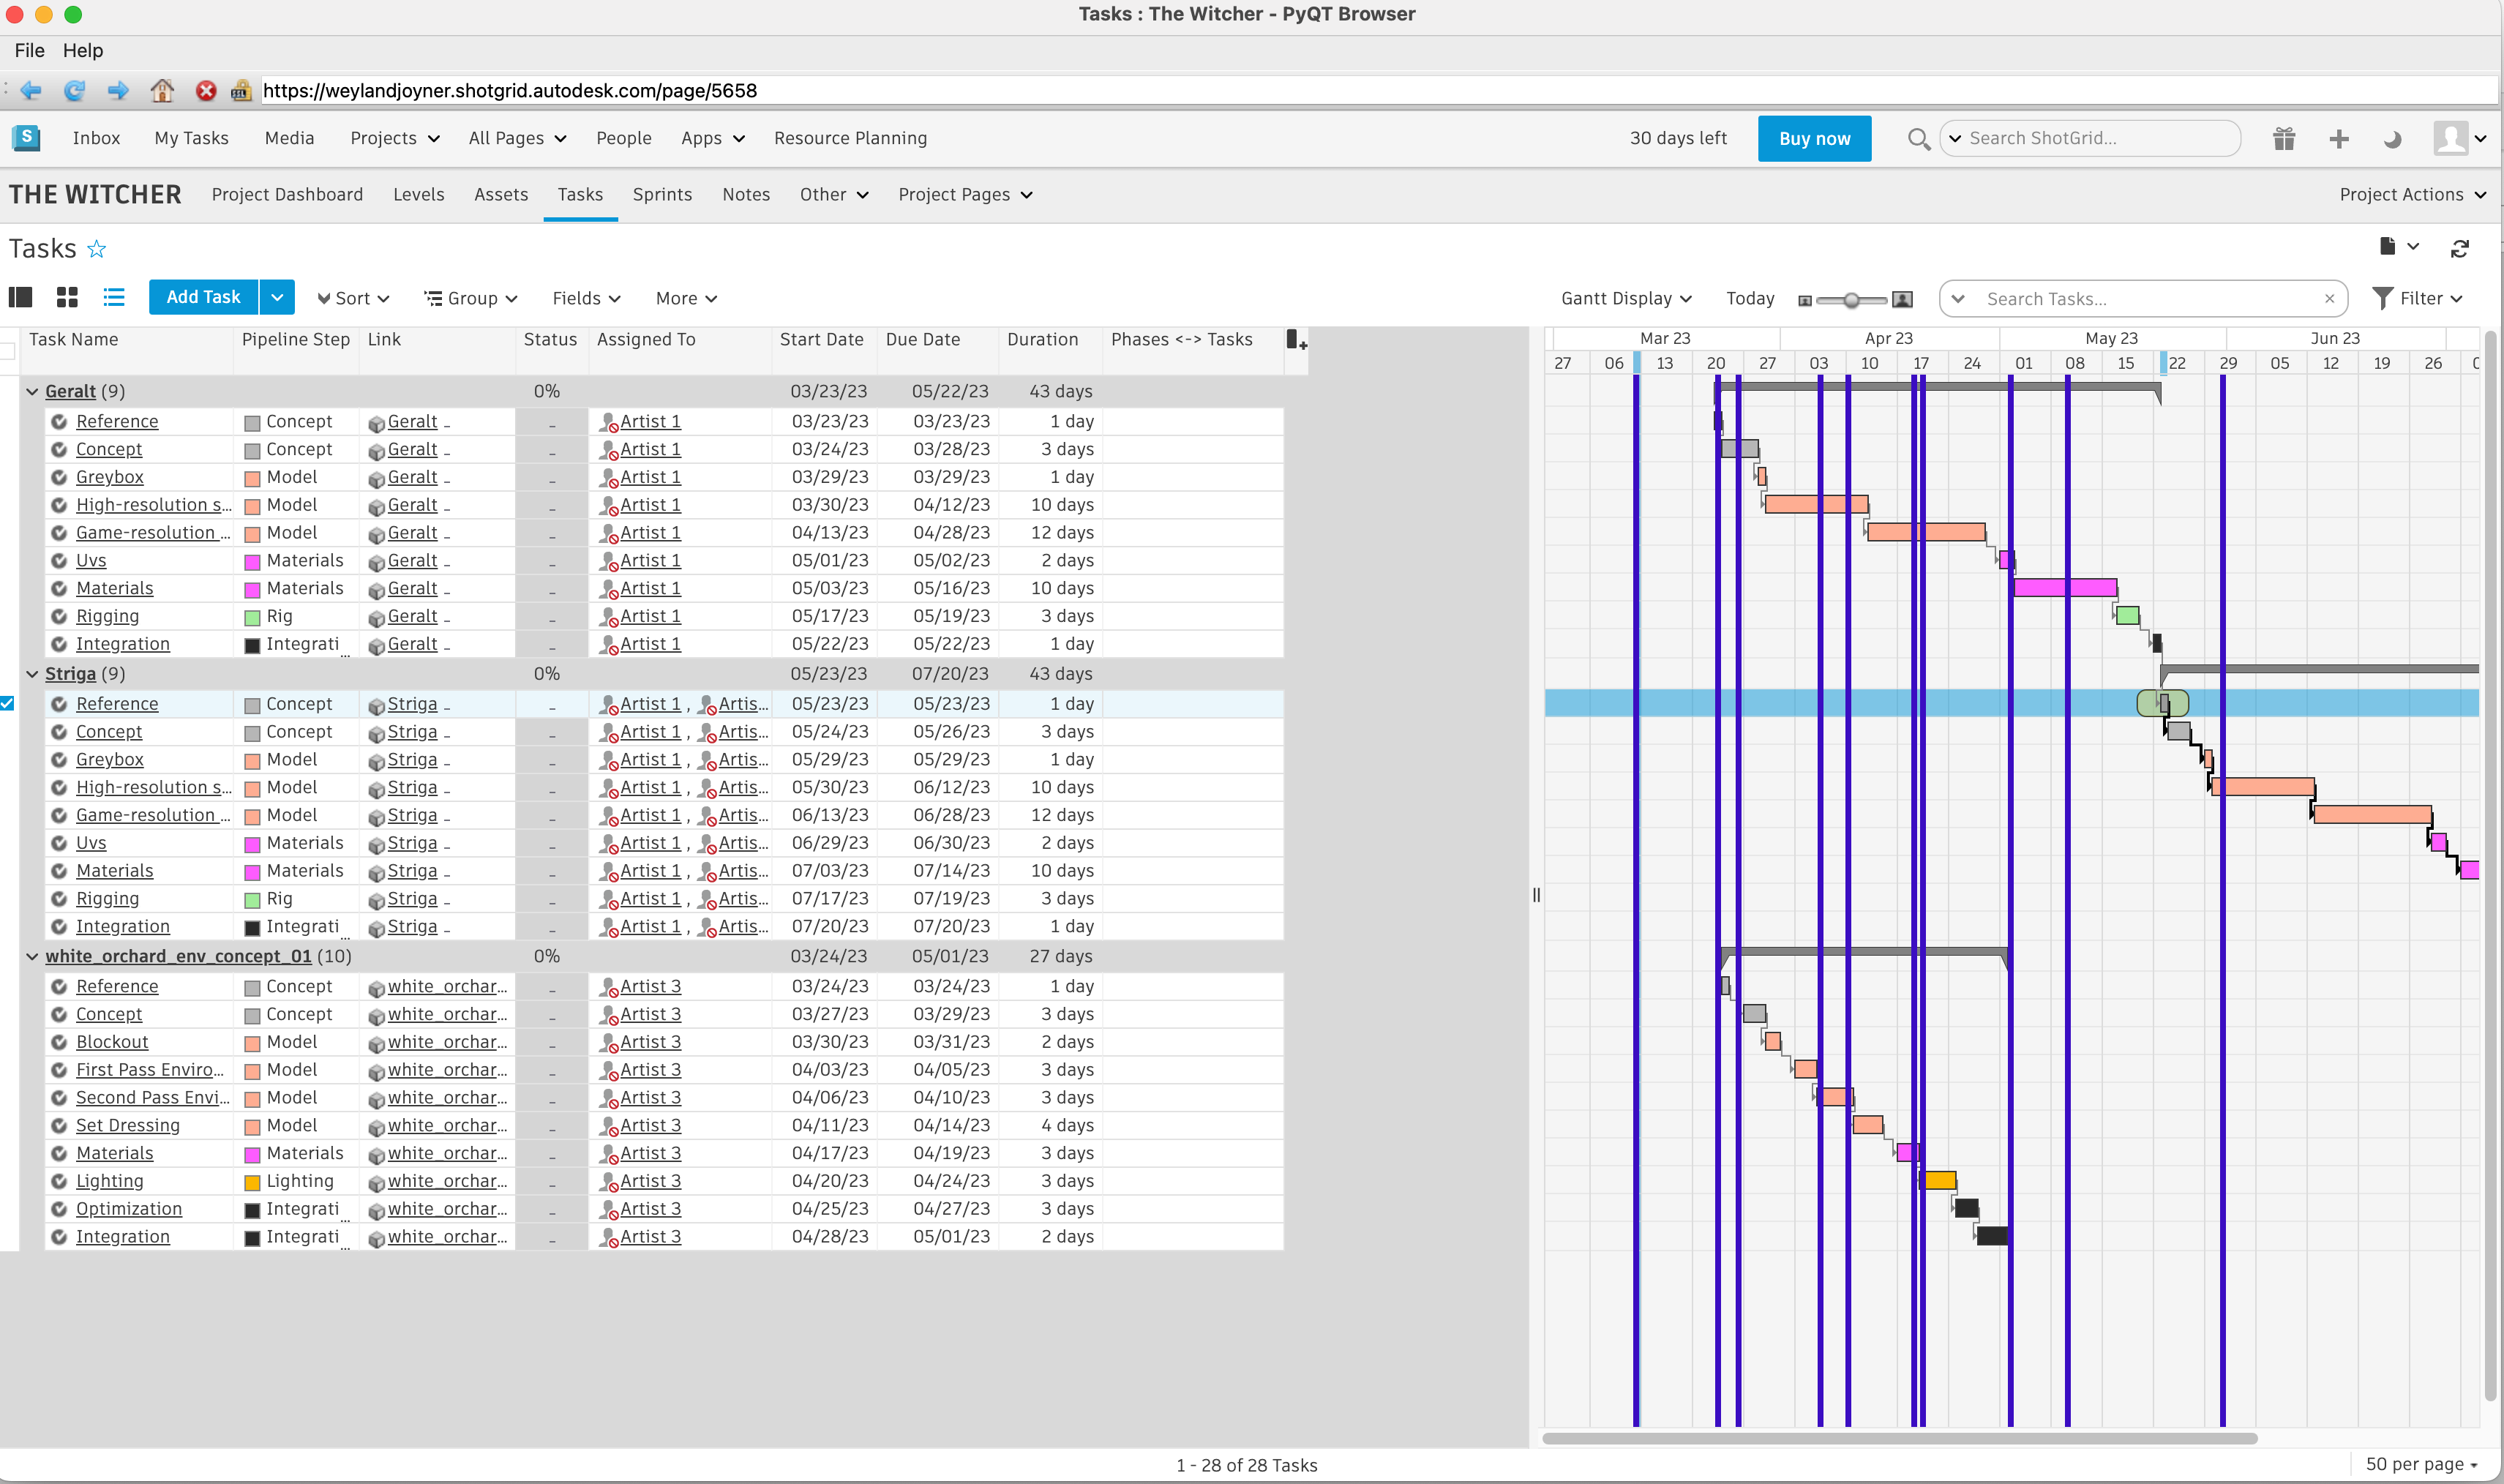 Tasks : The Witcher - PyQT Browser
File Help
https://weylandjoyner.shotgrid.autodesk.com/page/5658
S Inbox My Tasks Media Projects All Pages People Apps Resource Planning 30 days left Buy now Search ShotGrid...
THE WITCHER Project Dashboard Levels Assets Tasks Sprints Notes Other Project Pages Project Actions
Tasks
Add Task Sort Group Fields More Gantt Display Today Search Tasks... Filter
Task Name Pipeline Step Link Status Assigned To Start Date Due Date Duration Phases <-> Tasks
Mar 23 Apr 23 May 23 Jun 23
27 06 13 20 27 03 10 17 24 01 08 15 22 29 05 12 19 26
Geralt (9) 0% 03/23/23 05/22/23 43 days
Reference Concept Geralt - - Artist 1 03/23/23 03/23/23 1 day
Concept Concept Geralt - - Artist 1 03/24/23 03/28/23 3 days
Greybox Model Geralt - - Artist 1 03/29/23 03/29/23 1 day
High-resolution s... Model Geralt - - Artist 1 03/30/23 04/12/23 10 days
Game-resolution ... Model Geralt - - Artist 1 04/13/23 04/28/23 12 days
Uvs Materials Geralt - - Artist 1 05/01/23 05/02/23 2 days
Materials Materials Geralt - - Artist 1 05/03/23 05/16/23 10 days
Rigging Rig Geralt - - Artist 1 05/17/23 05/19/23 3 days
Integration Integrati... Geralt - - Artist 1 05/22/23 05/22/23 1 day
Striga (9) 0% 05/23/23 07/20/23 43 days
Reference Concept Striga - - Artist 1 , Artis... 05/23/23 05/23/23 1 day
Concept Concept Striga - - Artist 1 , Artis... 05/24/23 05/26/23 3 days
Greybox Model Striga - - Artist 1 , Artis... 05/29/23 05/29/23 1 day
High-resolution s... Model Striga - - Artist 1 , Artis... 05/30/23 06/12/23 10 days
Game-resolution ... Model Striga - - Artist 1 , Artis... 06/13/23 06/28/23 12 days
Uvs Materials Striga - - Artist 1 , Artis... 06/29/23 06/30/23 2 days
Materials Materials Striga - - Artist 1 , Artis... 07/03/23 07/14/23 10 days
Rigging Rig Striga - - Artist 1 , Artis... 07/17/23 07/19/23 3 days
Integration Integrati... Striga - - Artist 1 , Artis... 07/20/23 07/20/23 1 day
white_orchard_env_concept_01 (10) 0% 03/24/23 05/01/23 27 days
Reference Concept white_orchar... - Artist 3 03/24/23 03/24/23 1 day
Concept Concept white_orchar... - Artist 3 03/27/23 03/29/23 3 days
Blockout Model white_orchar... - Artist 3 03/30/23 03/31/23 2 days
First Pass Enviro... Model white_orchar... - Artist 3 04/03/23 04/05/23 3 days
Second Pass Envi... Model white_orchar... - Artist 3 04/06/23 04/10/23 3 days
Set Dressing Model white_orchar... - Artist 3 04/11/23 04/14/23 4 days
Materials Materials white_orchar... - Artist 3 04/17/23 04/19/23 3 days
Lighting Lighting white_orchar... - Artist 3 04/20/23 04/24/23 3 days
Optimization Integrati... white_orchar... - Artist 3 04/25/23 04/27/23 3 days
Integration Integrati... white_orchar... - Artist 3 04/28/23 05/01/23 2 days
1 - 28 of 28 Tasks
50 per page